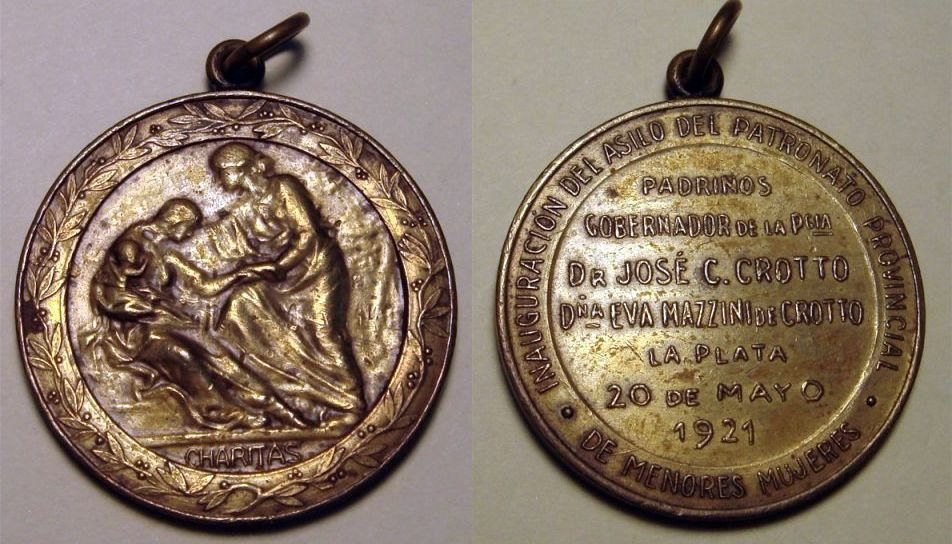 CHARITAS
INAUGURACION DEL ASILO DEL PATRONATO PROVINCIAL
DE MENORES MUJERES
PADRIÑOS
GOBERNADOR DE LA PCIA
DR JOSÉ C. CROTTO
DÑA EVA MAZZINI DE CROTTO
LA PLATA
20 DE MAYO
1921